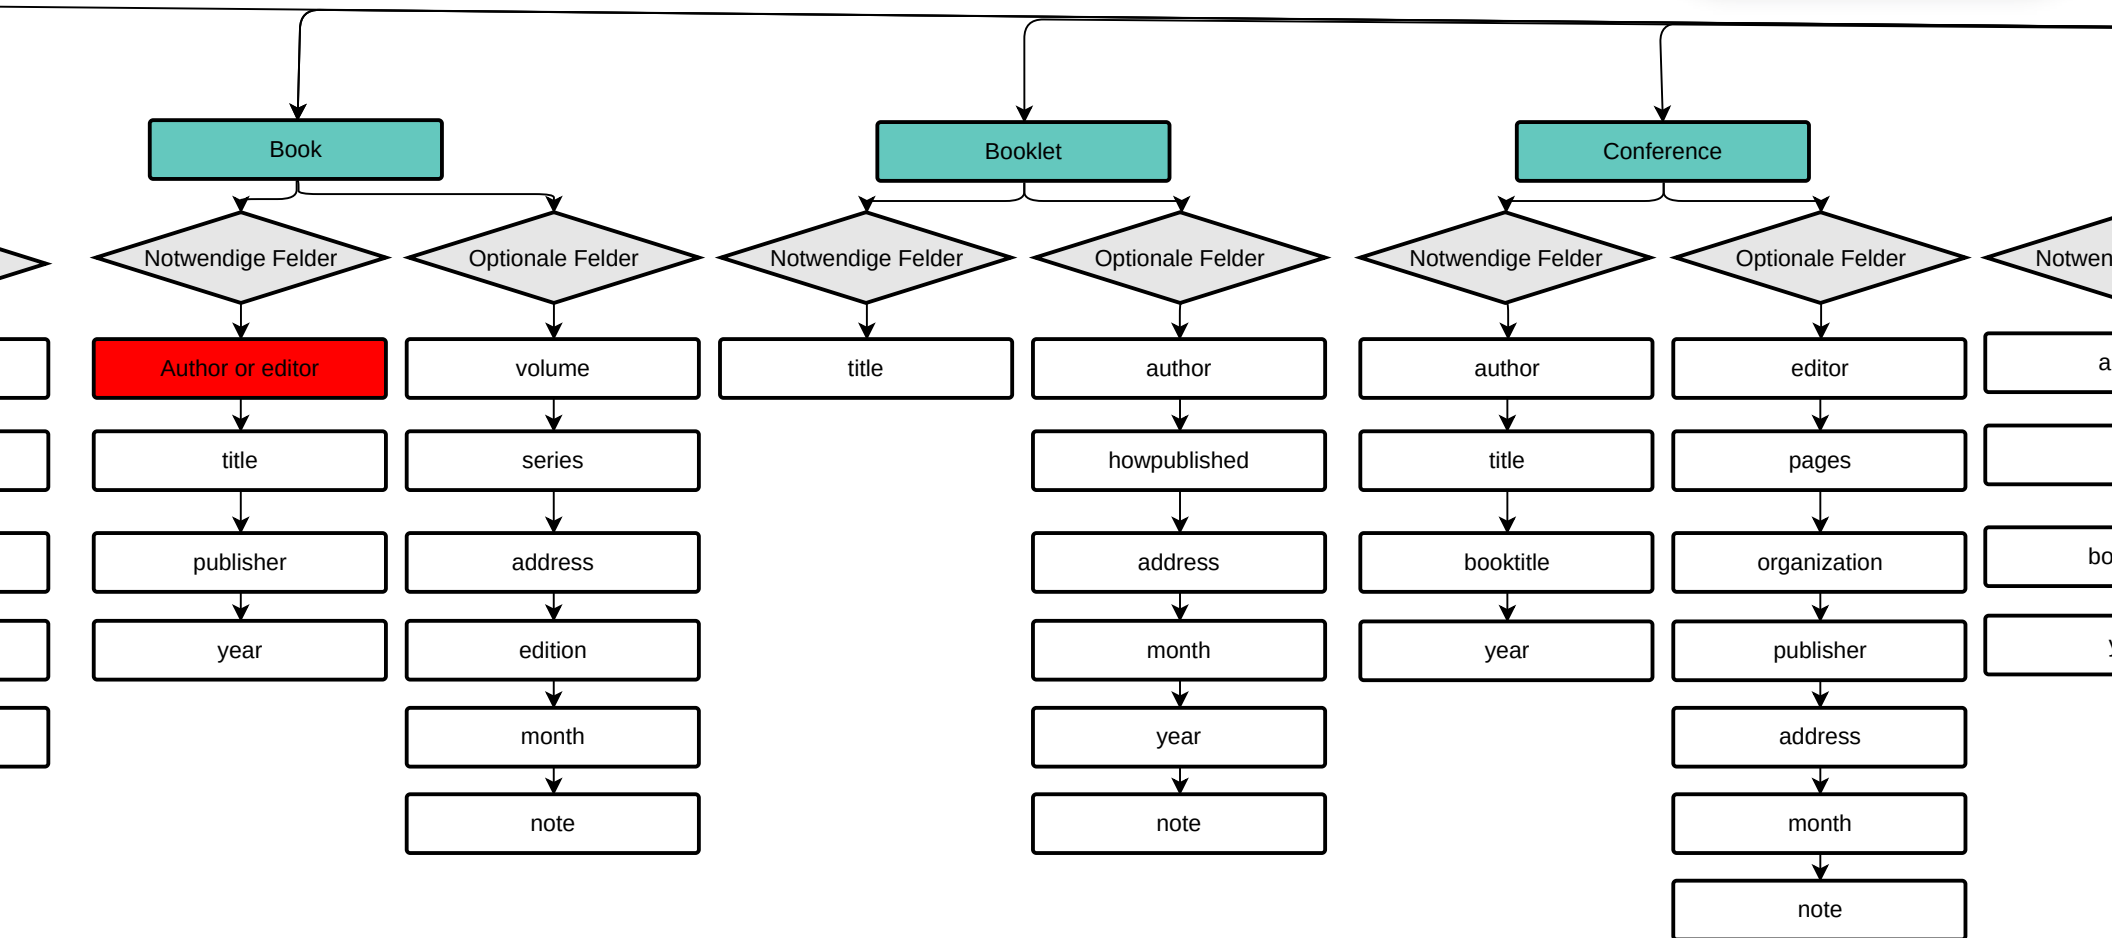 Book
Booklet
Conference
Notwendige Felder
Optionale Felder
Notwendige Felder
Optionale Felder
Notwendige Felder
Optionale Felder
Author or editor
volume
title
author
author
editor
title
series
howpublished
title
pages
publisher
address
address
booktitle
organization
year
edition
month
year
publisher
month
year
address
note
note
month
note